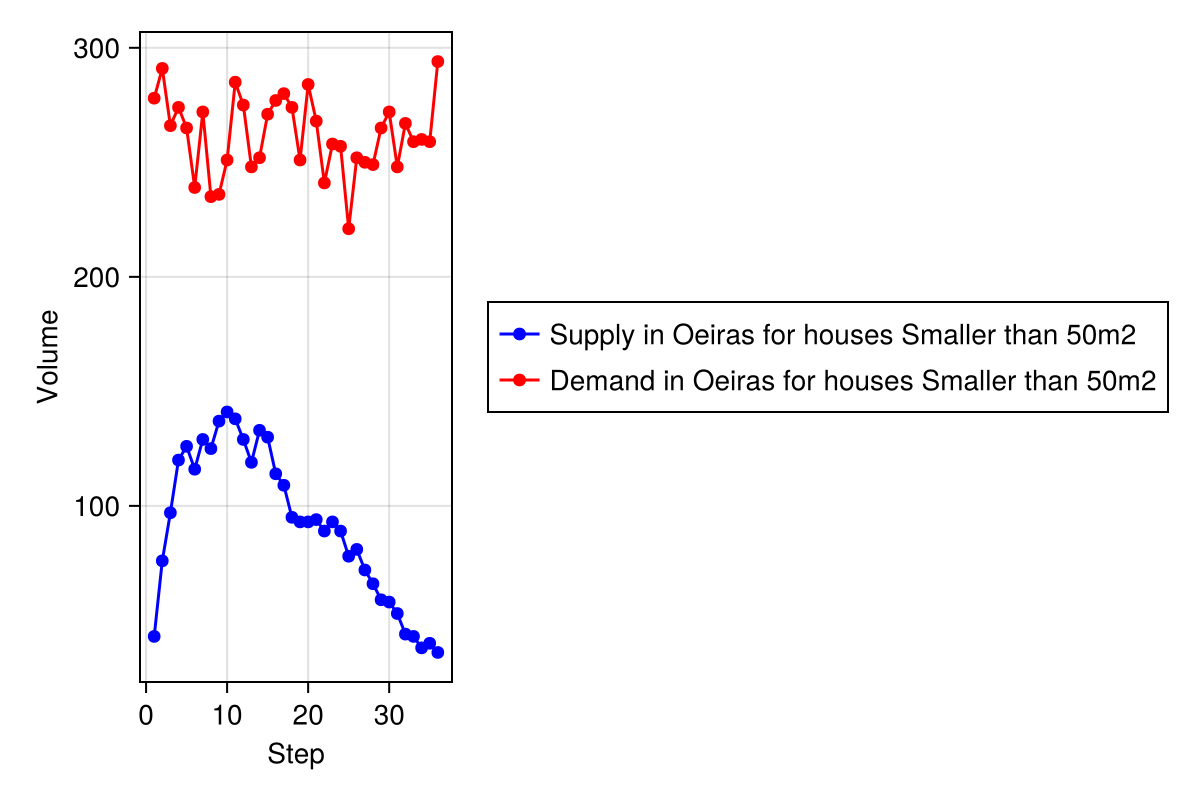 300
200
100
Volume
0 10 20 30
Step
Supply in Oeiras for houses Smaller than 50m2
Demand in Oeiras for houses Smaller than 50m2